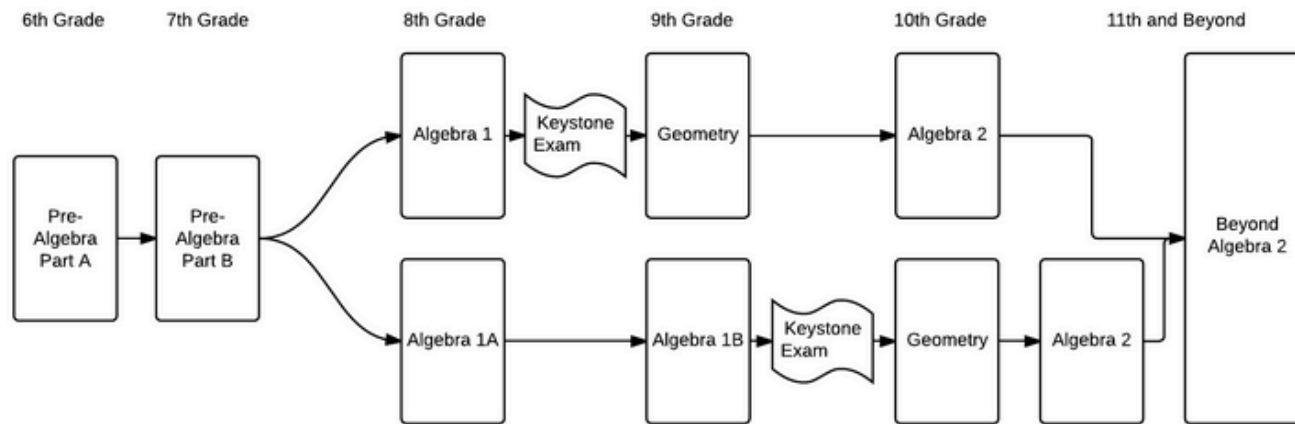 6th Grade
7th Grade
8th Grade
9th Grade
10th Grade
11th and Beyond
Algebra 1
Keystone
Exam
Geometry
Algebra 2
Pre-
Algebra
Part A
Pre-
Algebra
Part B
Beyond
Algebra 2
Algebra 1A
Algebra 1B
Keystone
Exam
Geometry
Algebra 2